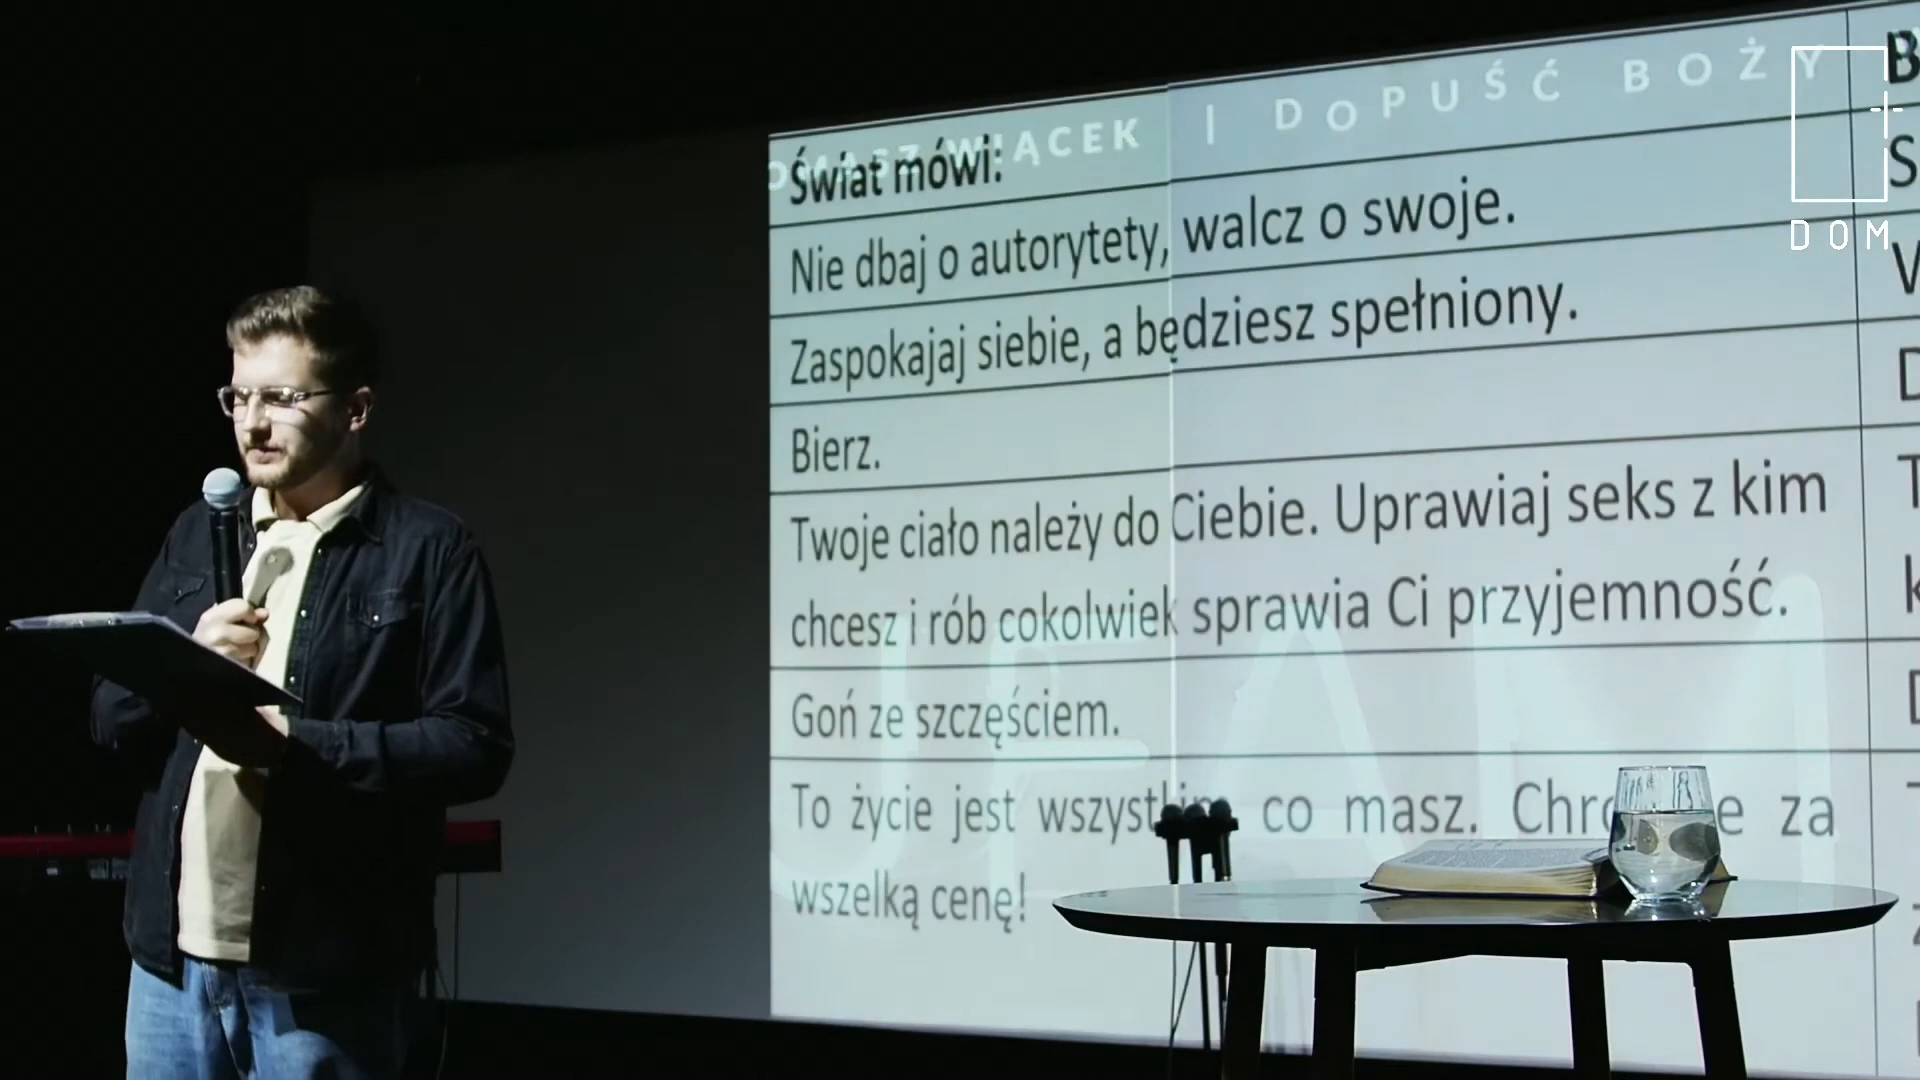 WIĄCEK | DOPUŚĆ BOŻY
Świat mówi:
Nie dbaj o autorytety, walcz o swoje.
Zaspokajaj siebie, a będziesz spełniony.
Bierz.
Twoje ciało należy do Ciebie. Uprawiaj seks z kim
chcesz i rób cokolwiek sprawia Ci przyjemność.
Goń ze szczęściem.
To życie jest wszystkim co masz. za
wszelką cenę!
DOM